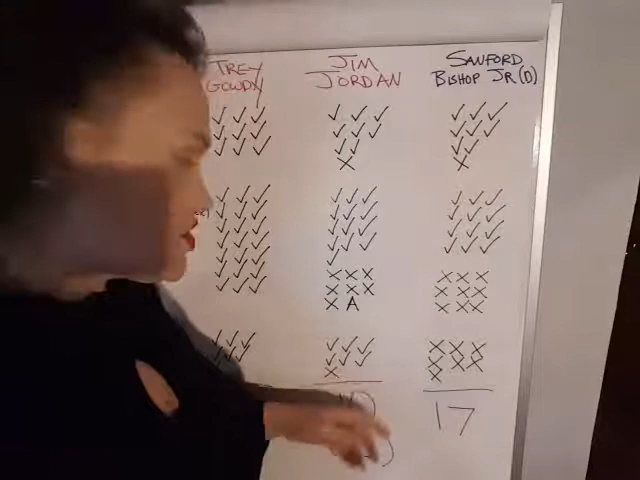 TREY
GOWDY
JIM
JORDAN
SANFORD
BISHOP JR (D)
✓ ✓ ✓ ✓ ✓ ✓ ✓ ✓ ✓
✓ ✓ ✓ ✓ ✓ ✓ ✓ ✓ ✓
✓ ✓
X X
✓ ✓ ✓ ✓ ✓ ✓ ✓ ✓ ✓
✓ ✓ ✓ ✓ ✓ ✓ ✓ ✓ ✓
✓ ✓ ✓ ✓ ✓ ✓ ✓ ✓ ✓
✓ ✓ ✓ ✓ ✓ ✓ ✓ ✓ ✓
✓ ✓ ✓ ✓
✓ ✓ ✓ X X X X X X
✓ ✓ ✓ X X X X X X
X A X X X
✓ ✓ ✓ ✓ ✓ ✓ X X X
X X X
X X
17